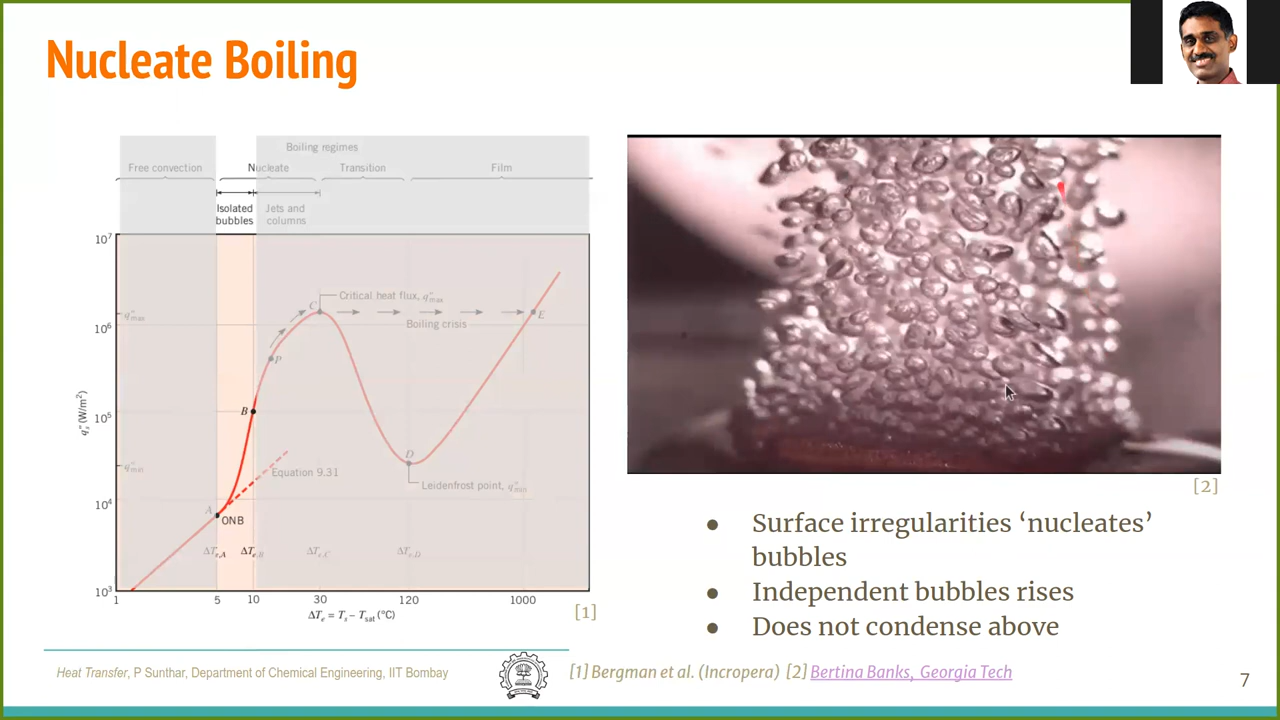 Nucleate Boiling
Boiling regimes
Free convection
Nucleate
Transition
Film
Isolated
bubbles
Jets and
columns
10⁷
q″max
10⁶
10⁵
q″min
10⁴
10³
q″s (W/m²)
C
Critical heat flux, q″max
Boiling crisis
E
P
B
D
Equation 9.31
Leidenfrost point, q″min
A
ONB
ΔTe,A
ΔTe,B
ΔTe,C
ΔTe,D
1
5
10
30
120
1000
ΔTe = Ts – Tsat (°C)
[1]
[2]
● Surface irregularities ‘nucleates’
bubbles
● Independent bubbles rises
● Does not condense above
Heat Transfer, P Sunthar, Department of Chemical Engineering, IIT Bombay
[1] Bergman et al. (Incropera) [2] Bertina Banks, Georgia Tech
7